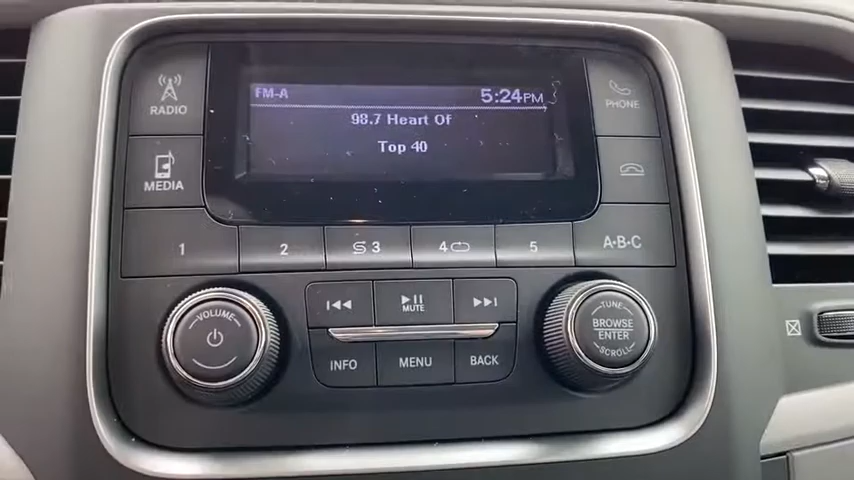 FM-A 5:24PM
98.7 Heart Of
Top 40
RADIO
MEDIA
PHONE
1 2 3 4 5 A•B•C
VOLUME
MUTE
INFO MENU BACK
TUNE
BROWSE
ENTER
SCROLL